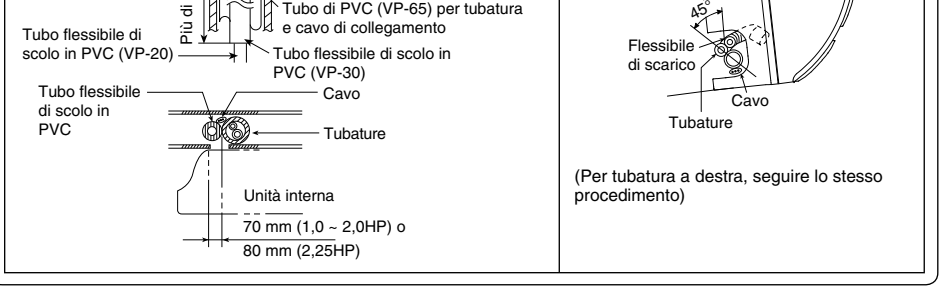 Più di
Tubo di PVC (VP-65) per tubatura
e cavo di collegamento
Tubo flessibile di
scolo in PVC (VP-20)
Tubo flessibile di scolo in
PVC (VP-30)
Tubo flessibile
di scolo in
PVC
Cavo
Tubature
Unità interna
70 mm (1,0 ~ 2,0HP) o
80 mm (2,25HP)
45°
Flessibile
di scarico
Cavo
Tubature
(Per tubatura a destra, seguire lo stesso
procedimento)